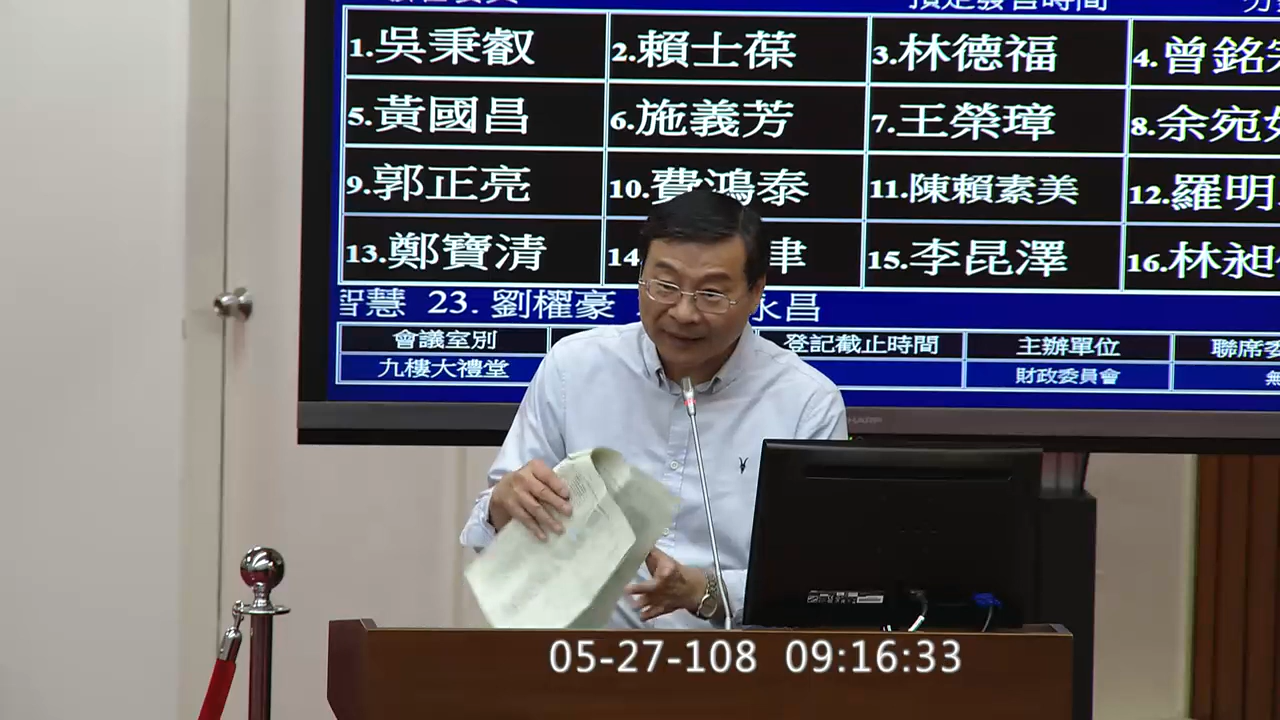 1.吳秉叡 2.賴士葆 3.林德福 4.曾銘
5.黃國昌 6.施義芳 7.王榮璋 8.余宛
9.郭正亮 10.費鴻泰 11.陳賴素美 12.羅明
13.鄭寶清 14 津 15.李昆澤 16.林昶
智慧 23.劉櫂豪 永昌
會議室別 登記截止時間 主辦單位 聯席委
九樓大禮堂 財政委員會
SHARP
05-27-108 09:16:33